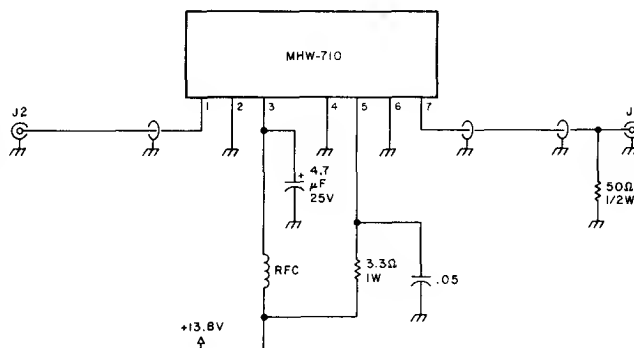 MHW-710
J2
1 2 3 4 5 6 7
J
4.7
µF
25V
+
50Ω
1/2W
3.3Ω
1W
.05
RFC
+13.8V